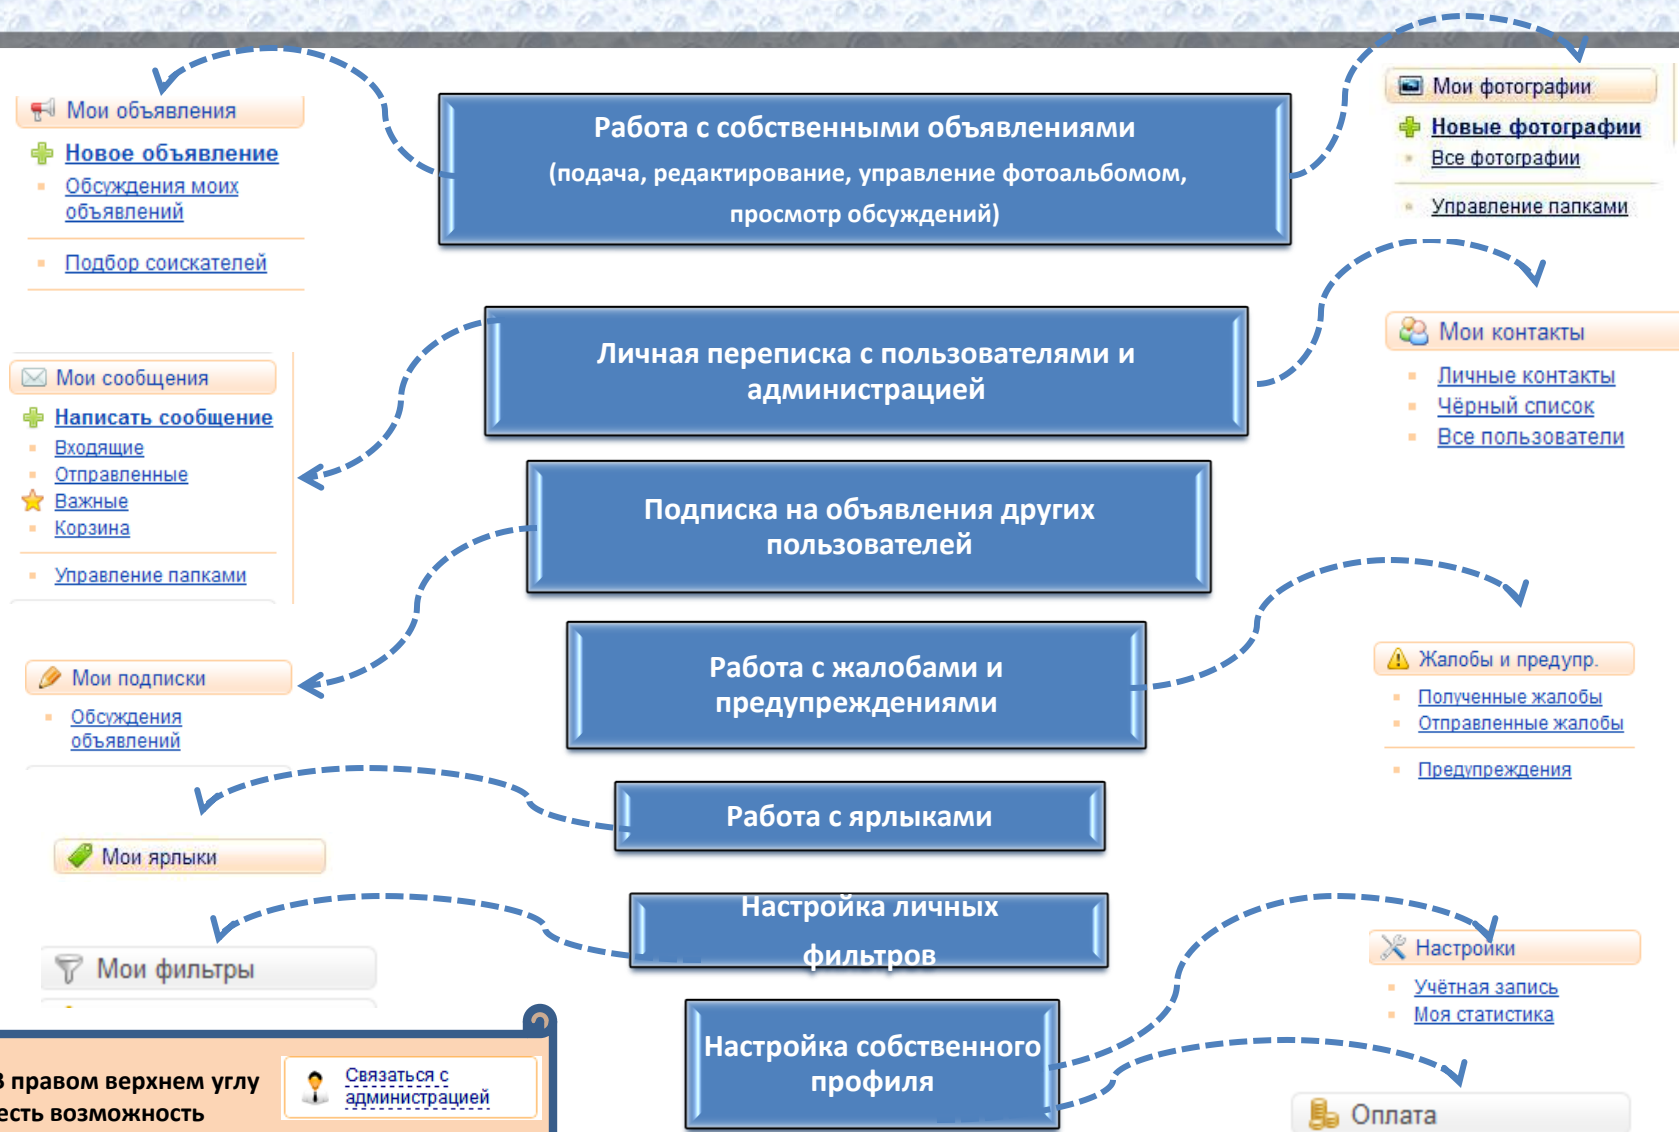 Мои объявления
Новое объявление
Обсуждения моих
объявлений
Подбор соискателей
Работа с собственными объявлениями
(подача, редактирование, управление фотоальбомом,
просмотр обсуждений)
Мои фотографии
Новые фотографии
Все фотографии
Управление папками
Мои сообщения
Написать сообщение
Входящие
Отправленные
Важные
Корзина
Управление папками
Личная переписка с пользователями и
администрацией
Мои контакты
Личные контакты
Чёрный список
Все пользователи
Подписка на объявления других
пользователей
Мои подписки
Обсуждения
объявлений
Работа с жалобами и
предупреждениями
Жалобы и предупр.
Полученные жалобы
Отправленные жалобы
Предупреждения
Работа с ярлыками
Мои ярлыки
Настройка личных
фильтров
Мои фильтры
Настройки
Учётная запись
Моя статистика
Настройка собственного
профиля
Оплата
В правом верхнем углу
есть возможность
Связаться с
администрацией